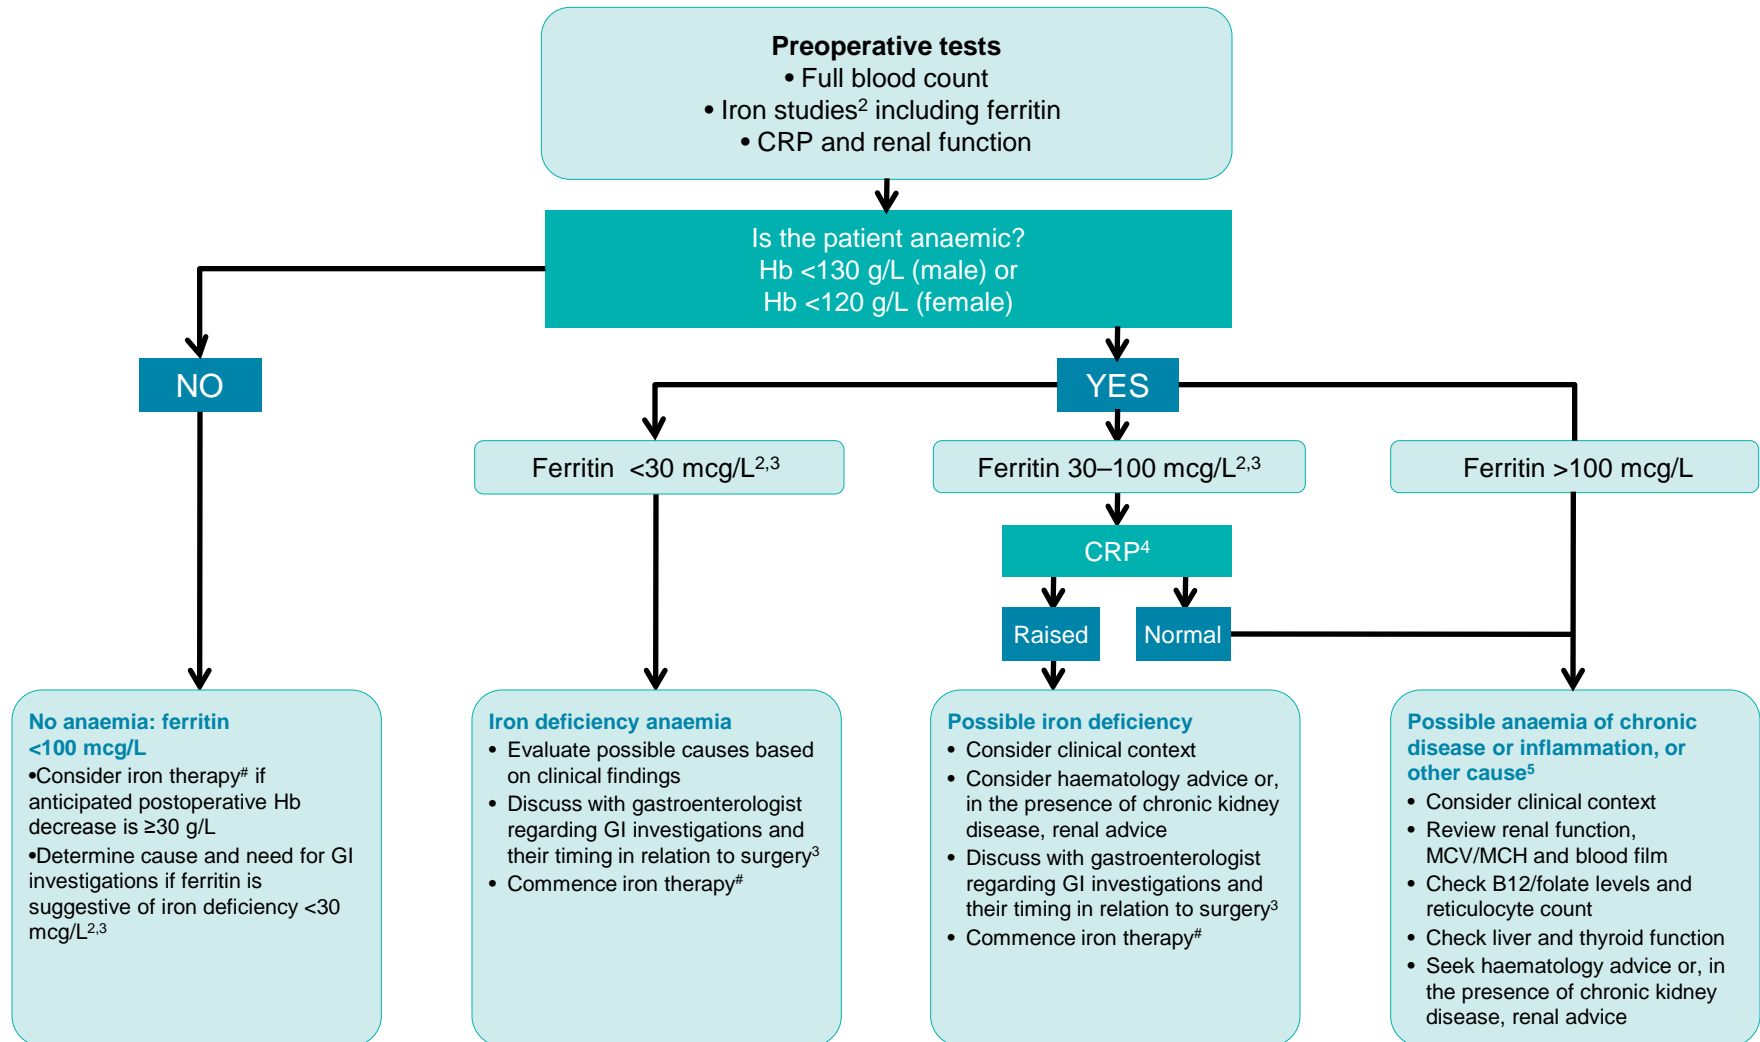 Preoperative tests
• Full blood count
• Iron studies² including ferritin
• CRP and renal function
Is the patient anaemic?
Hb <130 g/L (male) or
Hb <120 g/L (female)
NO
YES
Ferritin <30 mcg/L²,³
Ferritin 30–100 mcg/L²,³
Ferritin >100 mcg/L
CRP⁴
Raised
Normal
No anaemia: ferritin
<100 mcg/L
•Consider iron therapy# if
anticipated postoperative Hb
decrease is ≥30 g/L
•Determine cause and need for GI
investigations if ferritin is
suggestive of iron deficiency <30
mcg/L²,³
Iron deficiency anaemia
• Evaluate possible causes based
on clinical findings
• Discuss with gastroenterologist
regarding GI investigations and
their timing in relation to surgery³
• Commence iron therapy#
Possible iron deficiency
• Consider clinical context
• Consider haematology advice or,
in the presence of chronic kidney
disease, renal advice
• Discuss with gastroenterologist
regarding GI investigations and
their timing in relation to surgery³
• Commence iron therapy#
Possible anaemia of chronic
disease or inflammation, or
other cause⁵
• Consider clinical context
• Review renal function,
MCV/MCH and blood film
• Check B12/folate levels and
reticulocyte count
• Check liver and thyroid function
• Seek haematology advice or, in
the presence of chronic kidney
disease, renal advice